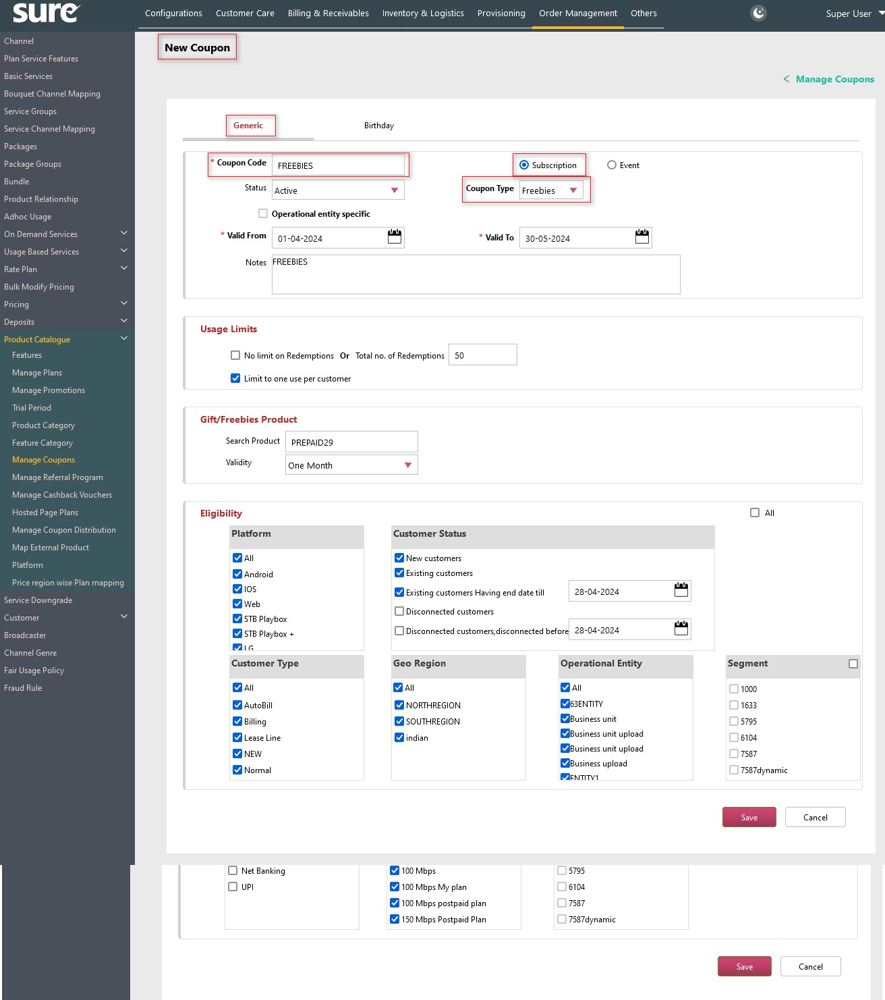 sure
Configurations Customer Care Billing & Receivables Inventory & Logistics Provisioning Order Management Others Super User
Channel
Plan Service Features
Basic Services
Bouquet Channel Mapping
Service Groups
Service Channel Mapping
Packages
Package Groups
Bundle
Product Relationship
Adhoc Usage
On Demand Services
Usage Based Services
Rate Plan
Bulk Modify Pricing
Pricing
Deposits
Product Catalogue
Features
Manage Plans
Manage Promotions
Trial Period
Product Category
Feature Category
Manage Coupons
Manage Referral Program
Manage Cashback Vouchers
Hosted Page Plans
Manage Coupon Distribution
Map External Product
Platform
Price region wise Plan mapping
Service Downgrade
Customer
Broadcaster
Channel Genre
Fair Usage Policy
Fraud Rule
New Coupon
< Manage Coupons
Generic Birthday
* Coupon Code FREEBIES Subscription Event
Status Active Coupon Type Freebies
Operational entity specific
* Valid From 01-04-2024 * Valid To 30-05-2024
Notes FREEBIES
Usage Limits
No limit on Redemptions Or Total no. of Redemptions 50
Limit to one use per customer
Gift/Freebies Product
Search Product PREPAID29
Validity One Month
Eligibility All
Platform
All
Android
IOS
Web
STB Playbox
STB Playbox +
LG
Customer Status
New customers
Existing customers
Existing customers Having end date till 28-04-2024
Disconnected customers
Disconnected customers,disconnected before 28-04-2024
Customer Type
All
AutoBill
Billing
Lease Line
NEW
Normal
Geo Region
All
NORTHREGION
SOUTHREGION
indian
Operational Entity
All
63ENTITY
Business unit
Business unit upload
Business unit upload
Business upload
ENTITY1
Segment
1000
1633
5795
6104
7587
7587dynamic
Save Cancel
Net Banking
UPI
100 Mbps
100 Mbps My plan
100 Mbps postpaid plan
150 Mbps Postpaid Plan
5795
6104
7587
7587dynamic
Save Cancel